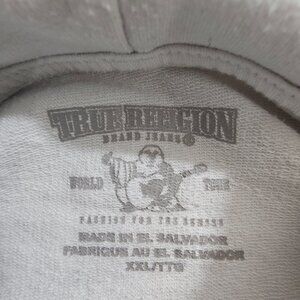 TRUE RELIGION
BRAND JEANS®
WORLD TOUR
FASHION FOR THE SENSES
MADE IN EL SALVADOR
FABRIQUE AU EL SALVADOR
XXL/TTG